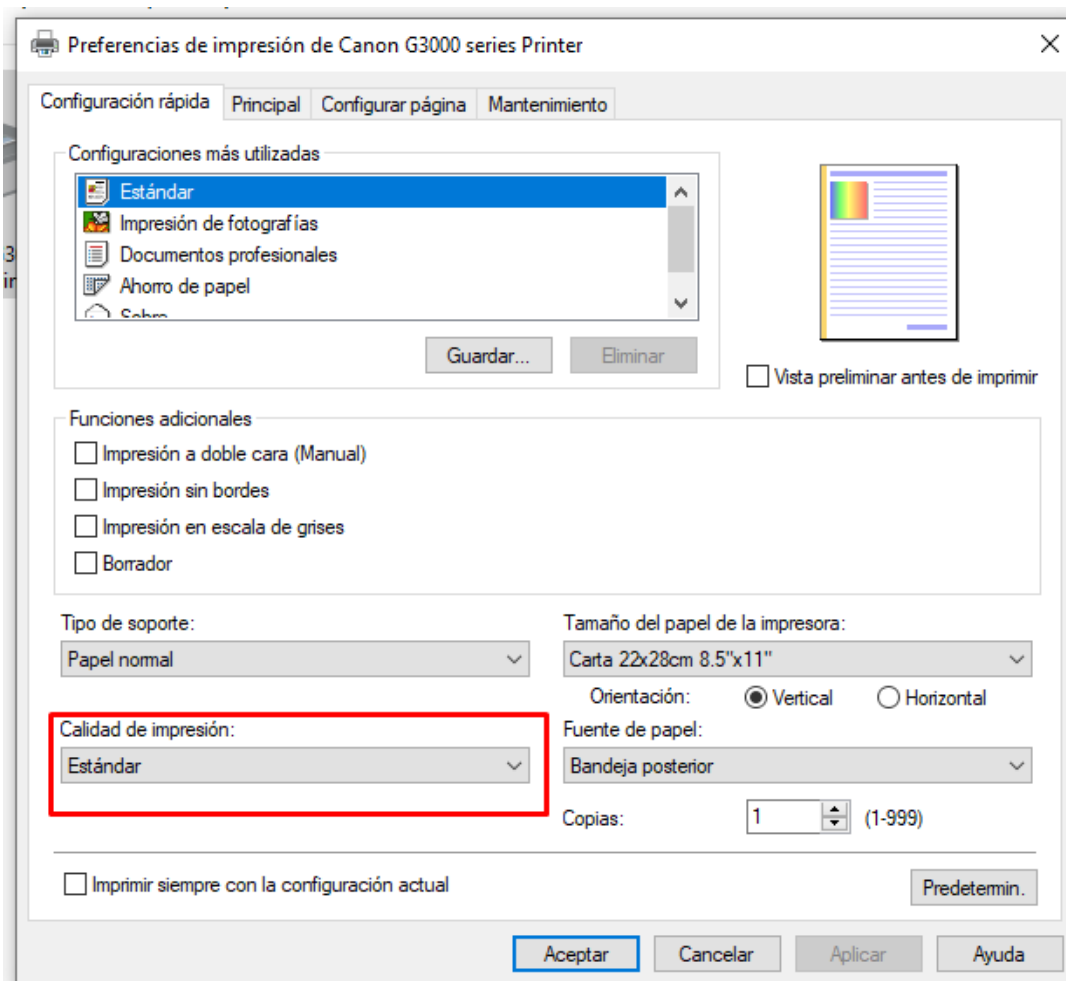 Preferencias de impresión de Canon G3000 series Printer
Configuración rápida Principal Configurar página Mantenimiento
Configuraciones más utilizadas
Estándar
Impresión de fotografías
Documentos profesionales
Ahorro de papel
Sobre
Guardar... Eliminar
Vista preliminar antes de imprimir
Funciones adicionales
Impresión a doble cara (Manual)
Impresión sin bordes
Impresión en escala de grises
Borrador
Tipo de soporte: Tamaño del papel de la impresora:
Papel normal Carta 22x28cm 8.5"x11"
Orientación: Vertical Horizontal
Calidad de impresión: Fuente de papel:
Estándar Bandeja posterior
Copias: 1 (1-999)
Imprimir siempre con la configuración actual Predetermin.
Aceptar Cancelar Aplicar Ayuda